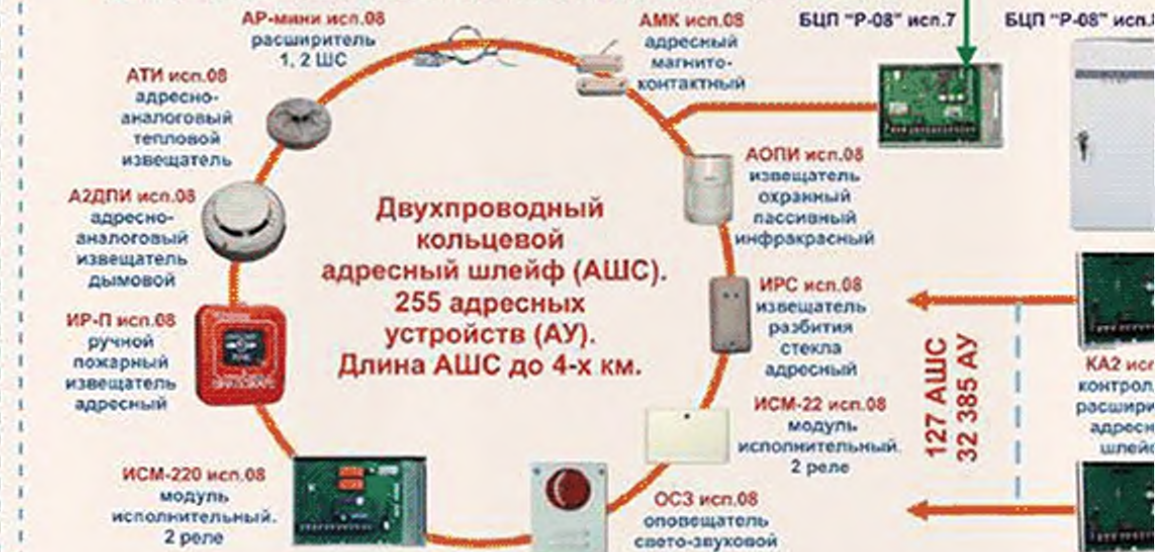 АР-мини исп.08
расширитель
1, 2 ШС
АМК исп.08
адресный
магнито-
контактный
БЦП “Р-08” исп.7
БЦП “Р-08” исп.8
АТИ исп.08
адресно-
аналоговый
тепловой
извещатель
АОПИ исп.08
извещатель
охранный
пассивный
инфракрасный
А2ДПИ исп.08
адресно-
аналоговый
извещатель
дымовой
Двухпроводный
кольцевой
адресный шлейф (АШС).
255 адресных
устройств (АУ).
Длина АШС до 4-х км.
ИРС исп.08
извещатель
разбития
стекла
адресный
ИР-П исп.08
ручной
пожарный
извещатель
адресный
127 АШС
32 385 АУ
КА2 исп
контрол
расшири
адресн
шлейф
ИСМ-22 исп.08
модуль
исполнительный.
2 реле
ИСМ-220 исп.08
модуль
исполнительный.
2 реле
ОСЗ исп.08
оповещатель
свето-звуковой